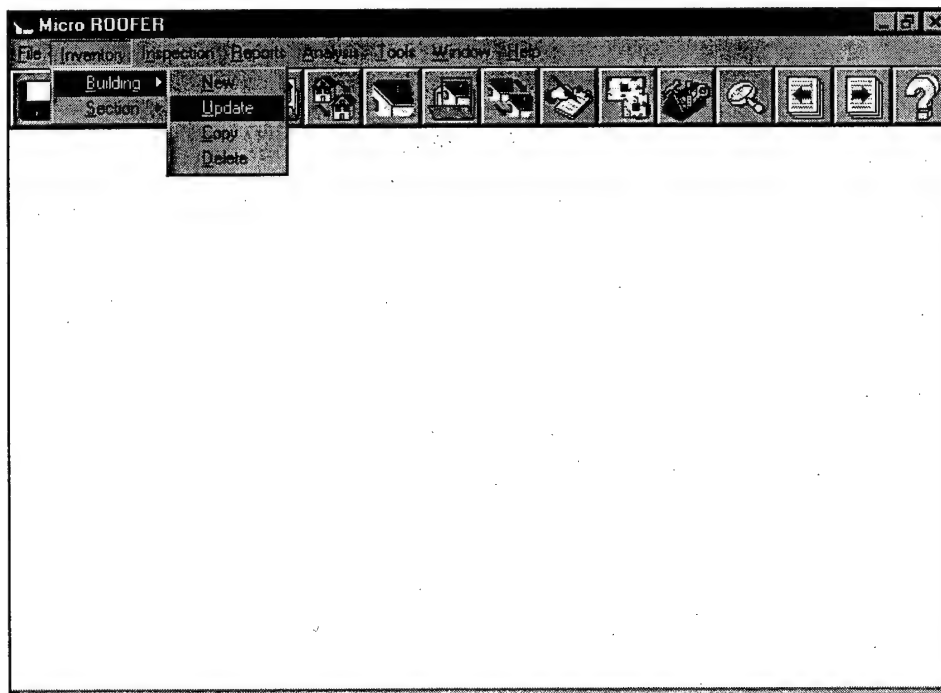 Micro ROOFER
File Inventory Inspection Reports Analysis Tools Window Help
Building New
Section Update
Copy
Delete